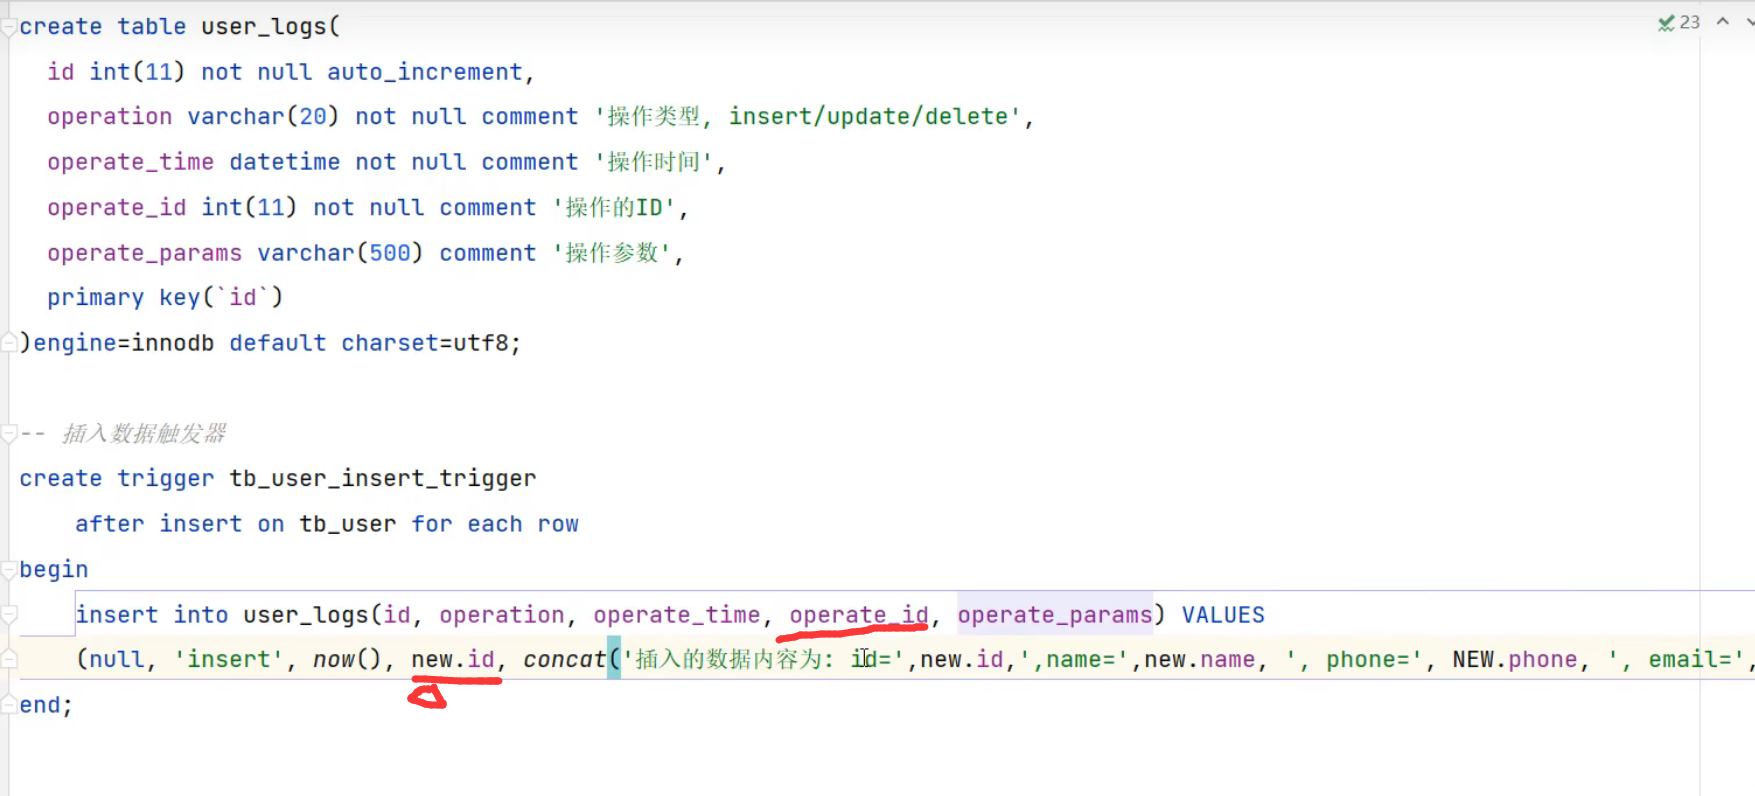 create table user_logs(
23
id int(11) not null auto_increment,
operation varchar(20) not null comment '操作类型, insert/update/delete',
operate_time datetime not null comment '操作时间',
operate_id int(11) not null comment '操作的ID',
operate_params varchar(500) comment '操作参数',
primary key(`id`)
)engine=innodb default charset=utf8;
-- 插入数据触发器
create trigger tb_user_insert_trigger
after insert on tb_user for each row
begin
insert into user_logs(id, operation, operate_time, operate_id, operate_params) VALUES
(null, 'insert', now(), new.id, concat('插入的数据内容为: id=',new.id,',name=',new.name, ', phone=', NEW.phone, ', email=',
end;